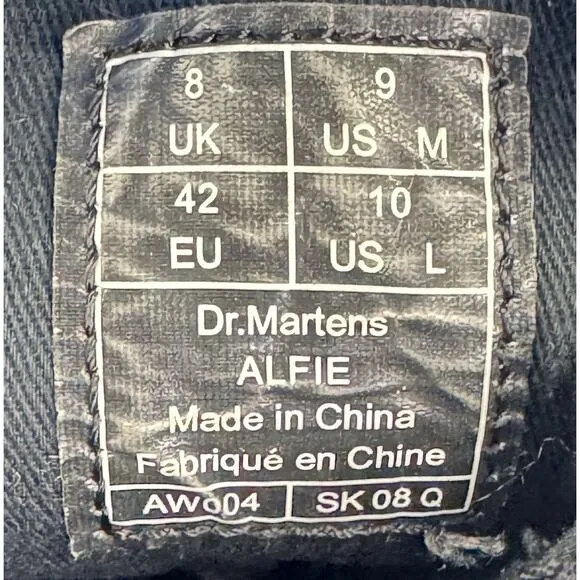 8 9
UK US M
42 10
EU US L
Dr.Martens
ALFIE
Made in China
Fabriqué en Chine
AW004 SK 08 Q